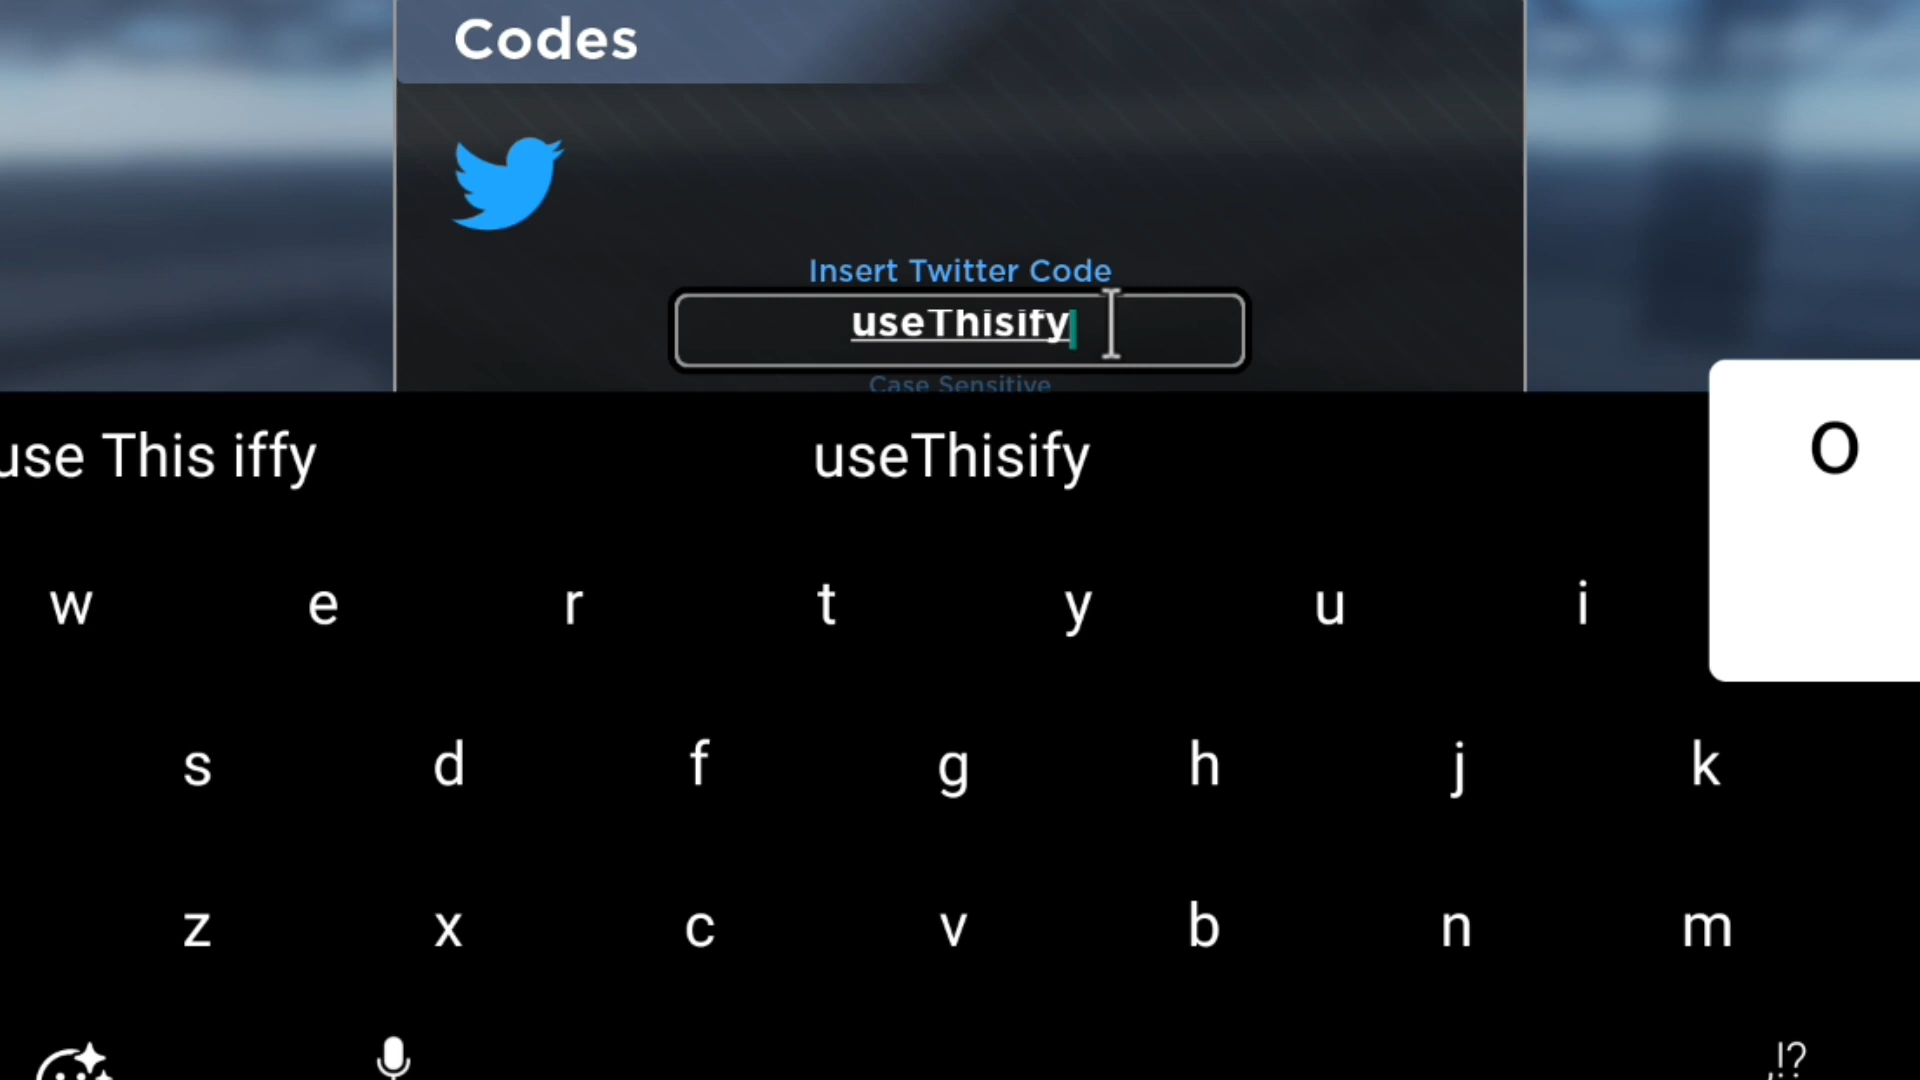 Codes
Insert Twitter Code
useThisify
Case Sensitive
use This iffy useThisify
o
w e r t y u i
s d f g h j k
z x c v b n m
,!?